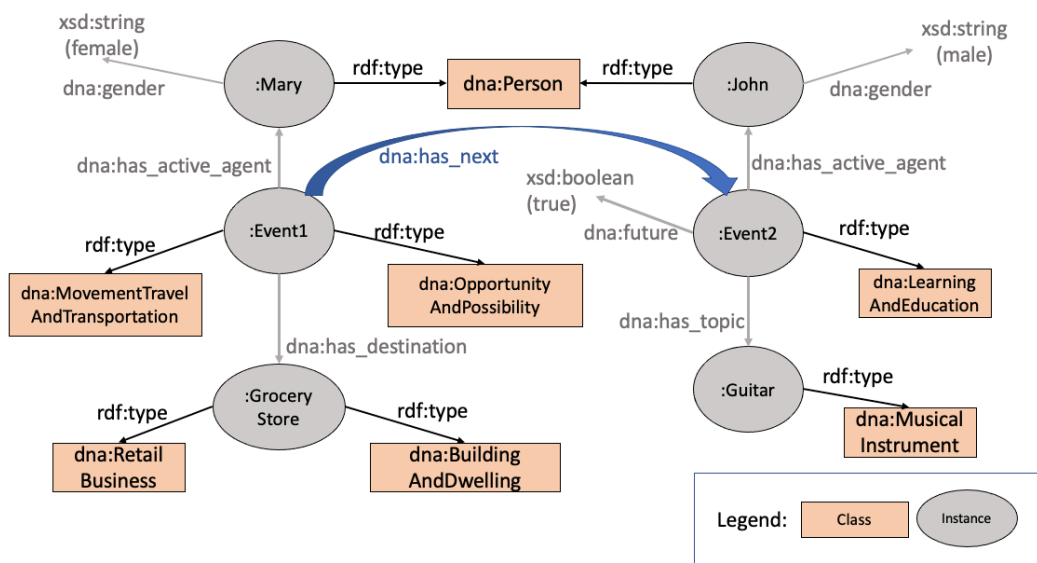 xsd:string
(female)
dna:gender
:Mary
rdf:type
dna:Person
rdf:type
:John
xsd:string
(male)
dna:gender
dna:has_active_agent
dna:has_next
dna:has_active_agent
xsd:boolean
(true)
dna:future
:Event1
:Event2
rdf:type
rdf:type
rdf:type
dna:MovementTravel
AndTransportation
dna:Opportunity
AndPossibility
dna:Learning
AndEducation
dna:has_destination
dna:has_topic
:Grocery
Store
:Guitar
rdf:type
rdf:type
rdf:type
dna:Retail
Business
dna:Building
AndDwelling
dna:Musical
Instrument
Legend:
Class
Instance